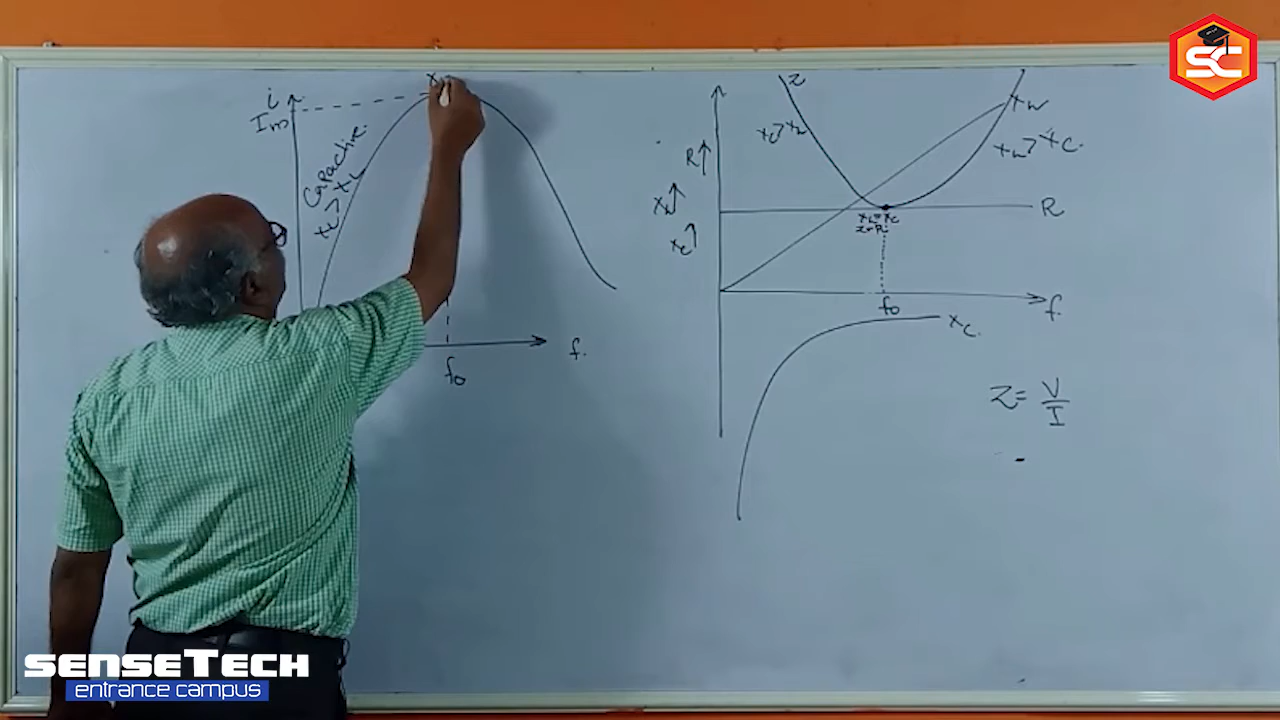 i
Im
Capacitive.
Xc > XL
X
f0
f.
Z
Xc > XL
R↑
XL↑
Xc↑
XL
XL > Xc.
XL = Xc
Z = R
R
f0
f
Xc.
Z = V/I
SC
SENSETECH
entrance campus